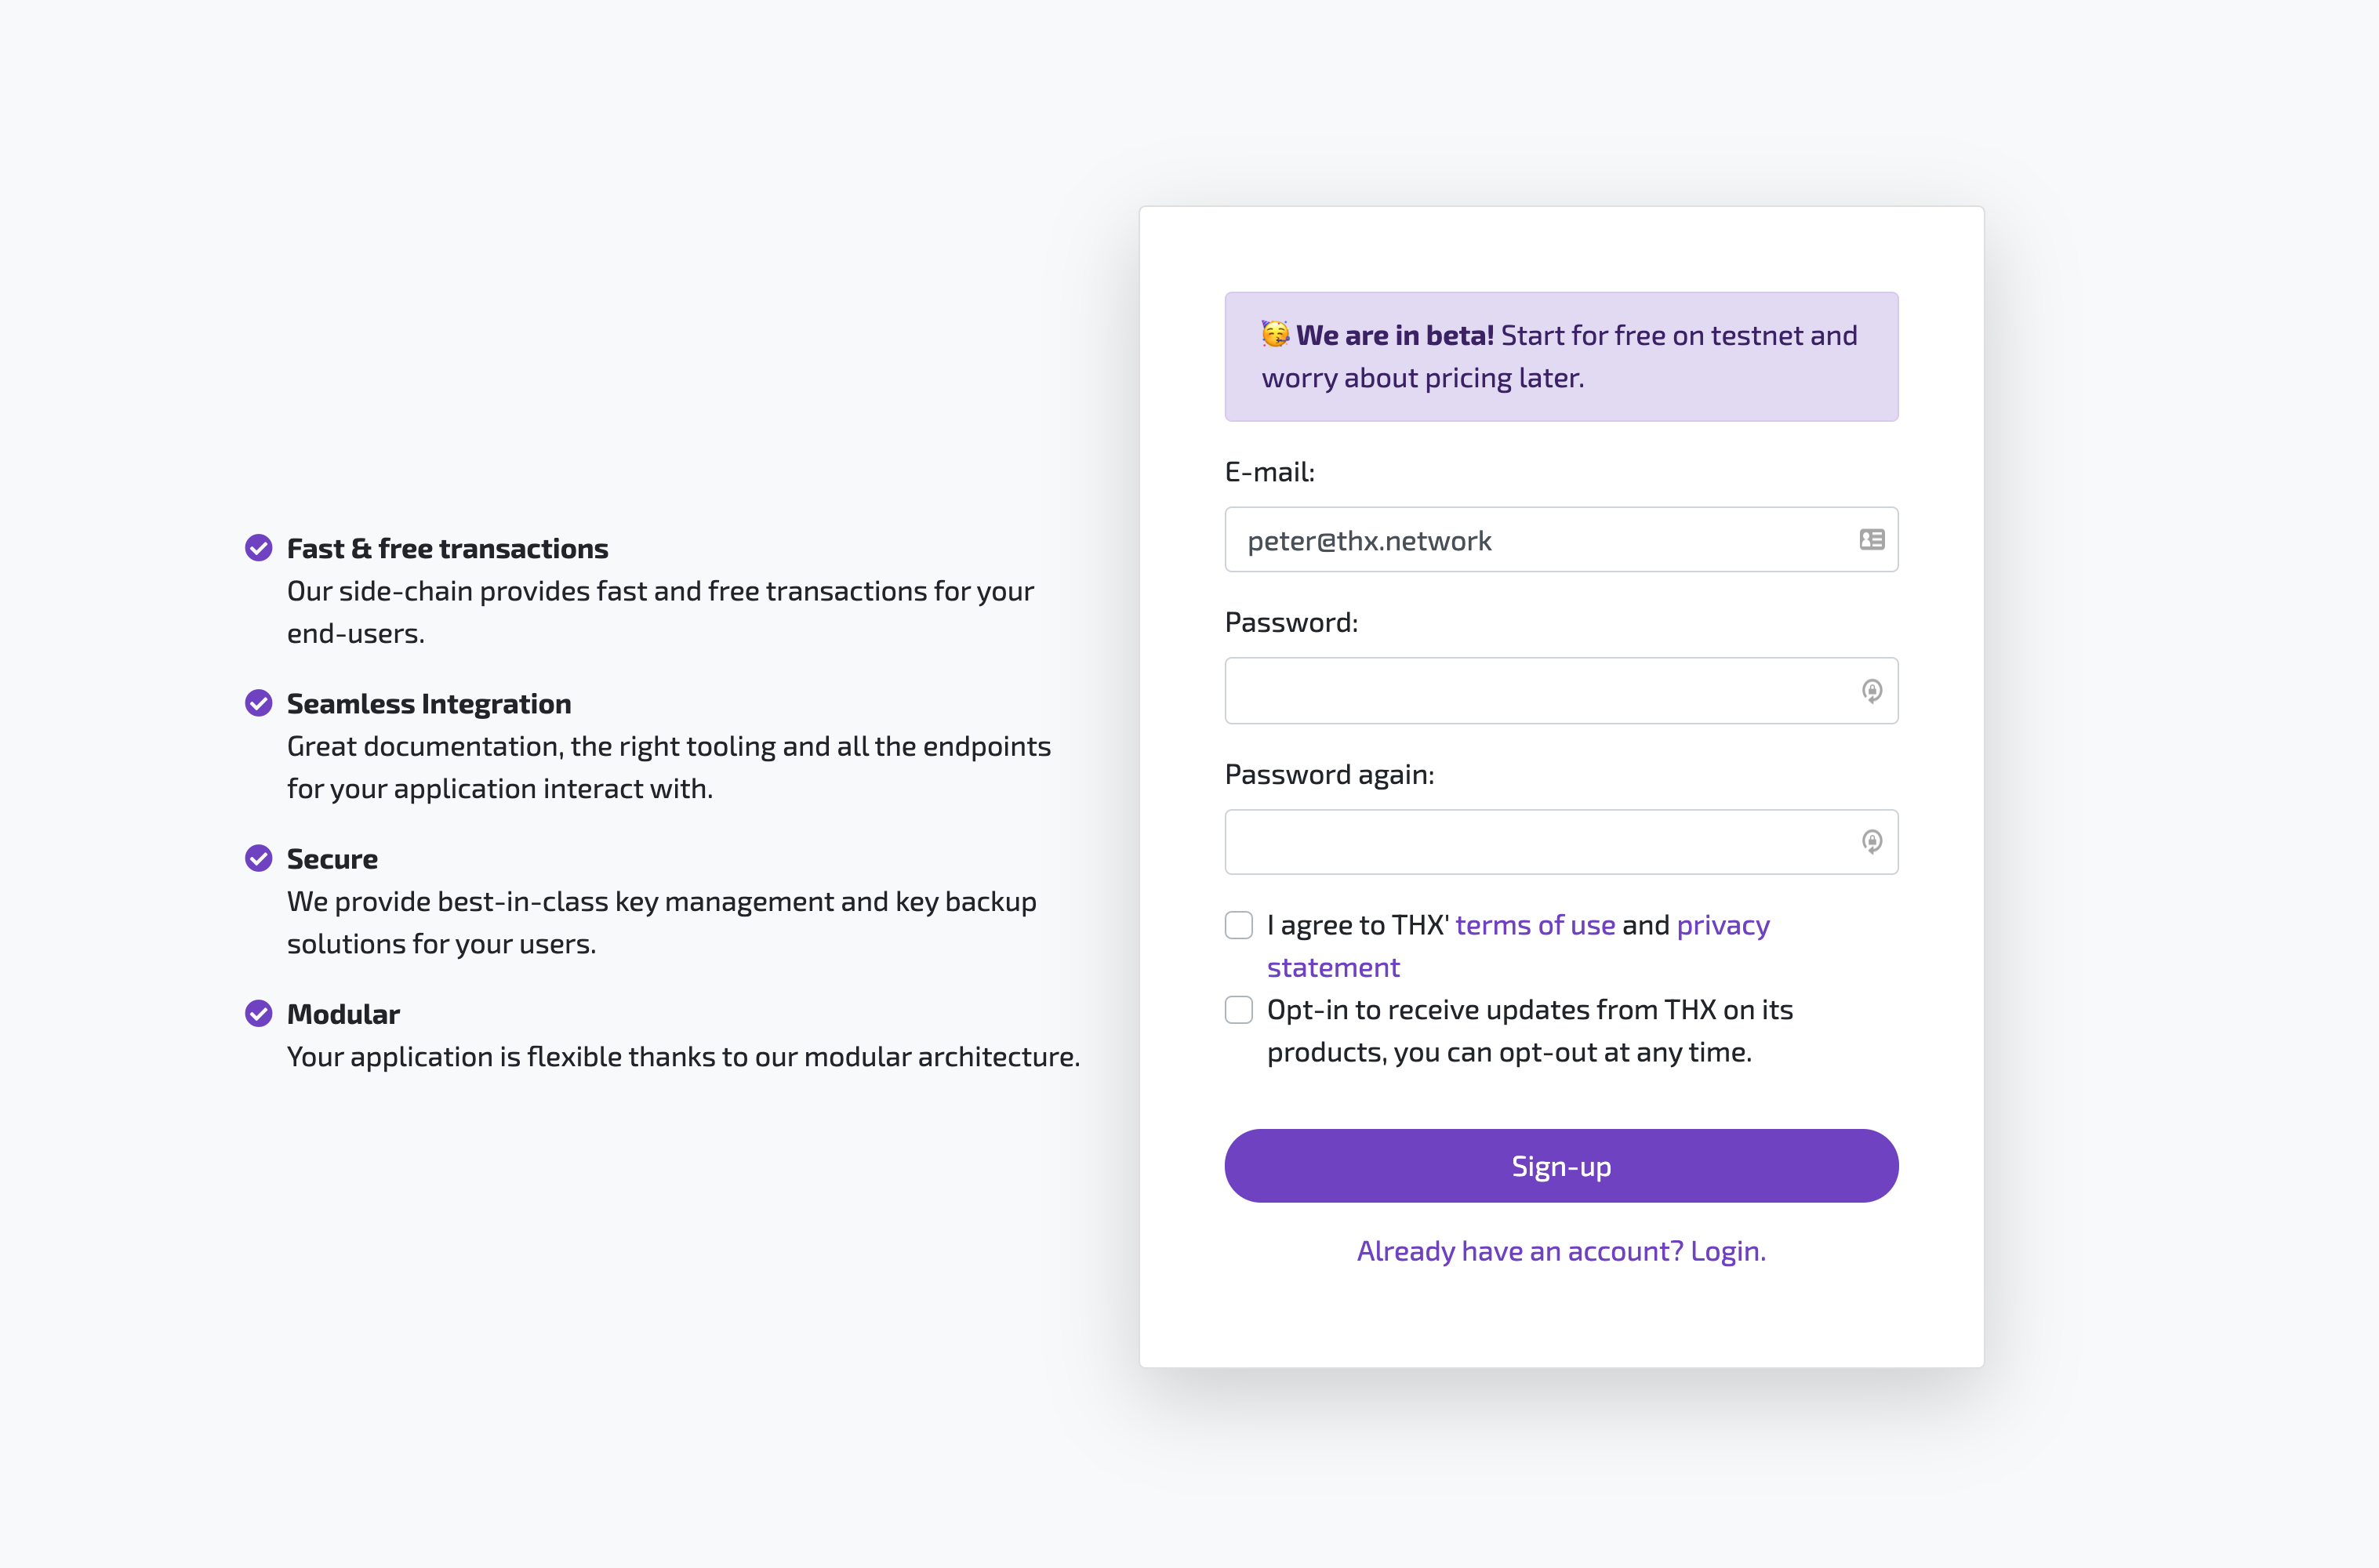 Fast & free transactions
Our side-chain provides fast and free transactions for your
end-users.
Seamless Integration
Great documentation, the right tooling and all the endpoints
for your application interact with.
Secure
We provide best-in-class key management and key backup
solutions for your users.
Modular
Your application is flexible thanks to our modular architecture.
🥳 We are in beta! Start for free on testnet and
worry about pricing later.
E-mail:
peter@thx.network
Password:
Password again:
I agree to THX' terms of use and privacy
statement
Opt-in to receive updates from THX on its
products, you can opt-out at any time.
Sign-up
Already have an account? Login.